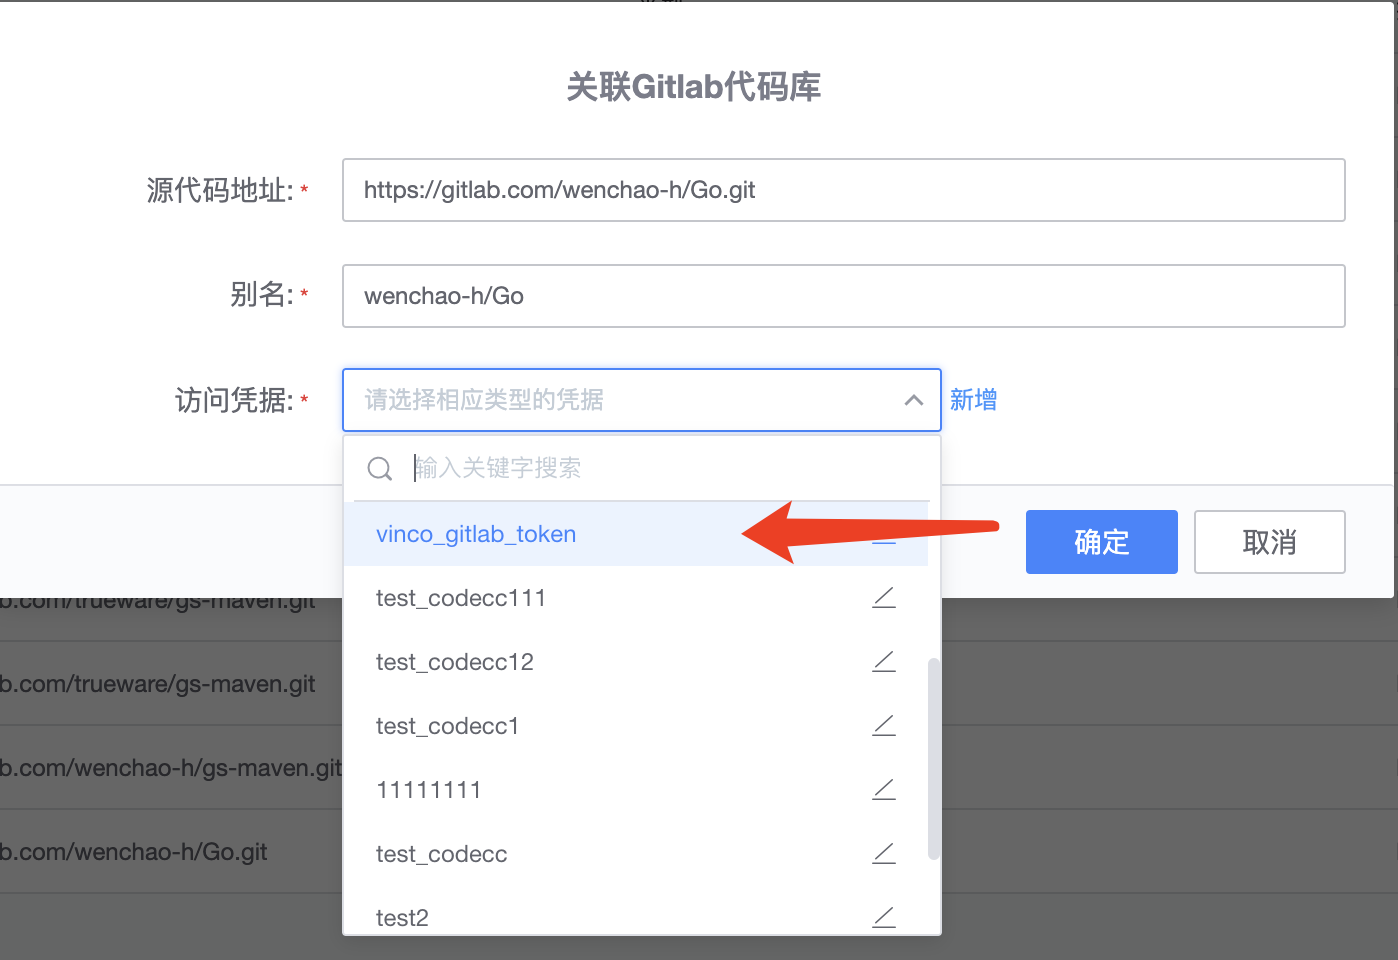 关联Gitlab代码库
源代码地址: *
https://gitlab.com/wenchao-h/Go.git
别名: *
wenchao-h/Go
访问凭据: *
请选择相应类型的凭据
新增
输入关键字搜索
vinco_gitlab_token
确定
取消
test_codecc111
b.com/trueware/gs-maven.git
test_codecc12
b.com/trueware/gs-maven.git
test_codecc1
b.com/wenchao-h/gs-maven.git
11111111
b.com/wenchao-h/Go.git
test_codecc
test2